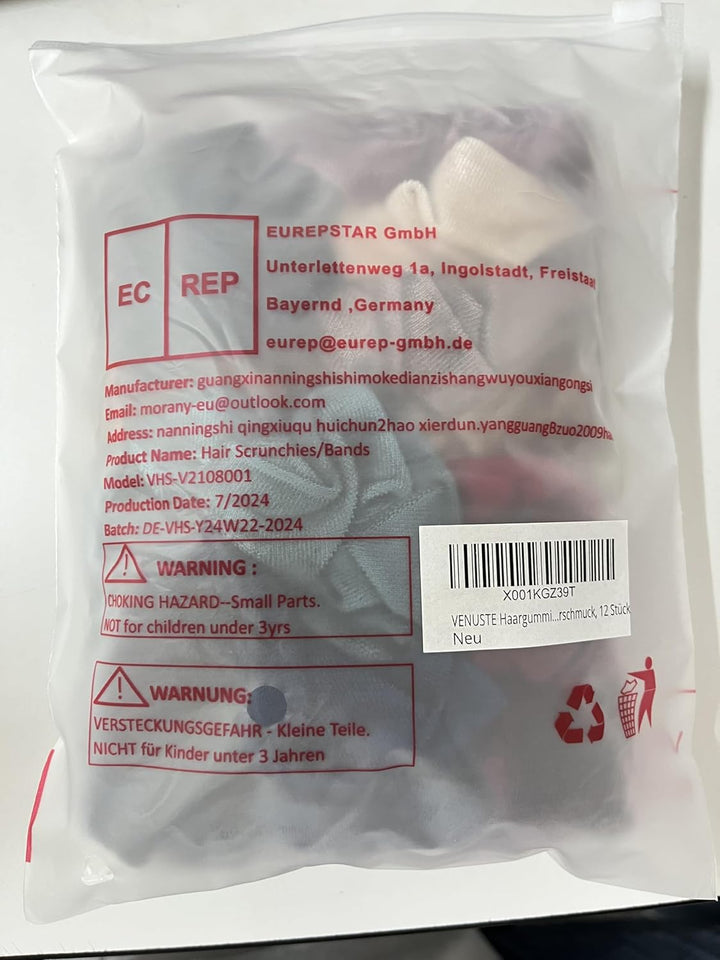 EC REP
EUREPSTAR GmbH
Unterlettenweg 1a, Ingolstadt, Freistaat
Bayernd ,Germany
eurep@eurep-gmbh.de
Manufacturer: guangxinanningshishimokedianzishangwuyouxiangongsi
Email: morany-eu@outlook.com
Address: nanningshi qingxiuqu huichun2hao xierdun.yangguang8zuo2009ha
Product Name: Hair Scrunchies/Bands
Model: VHS-V2108001
Production Date: 7/2024
Batch: DE-VHS-Y24W22-2024
WARNING :
CHOKING HAZARD--Small Parts.
NOT for children under 3yrs
X001KGZ39T
VENUSTE Haargummi...rschmuck, 12 Stück
Neu
WARNUNG:
VERSTECKUNGSGEFAHR - Kleine Teile.
NICHT für Kinder unter 3 Jahren